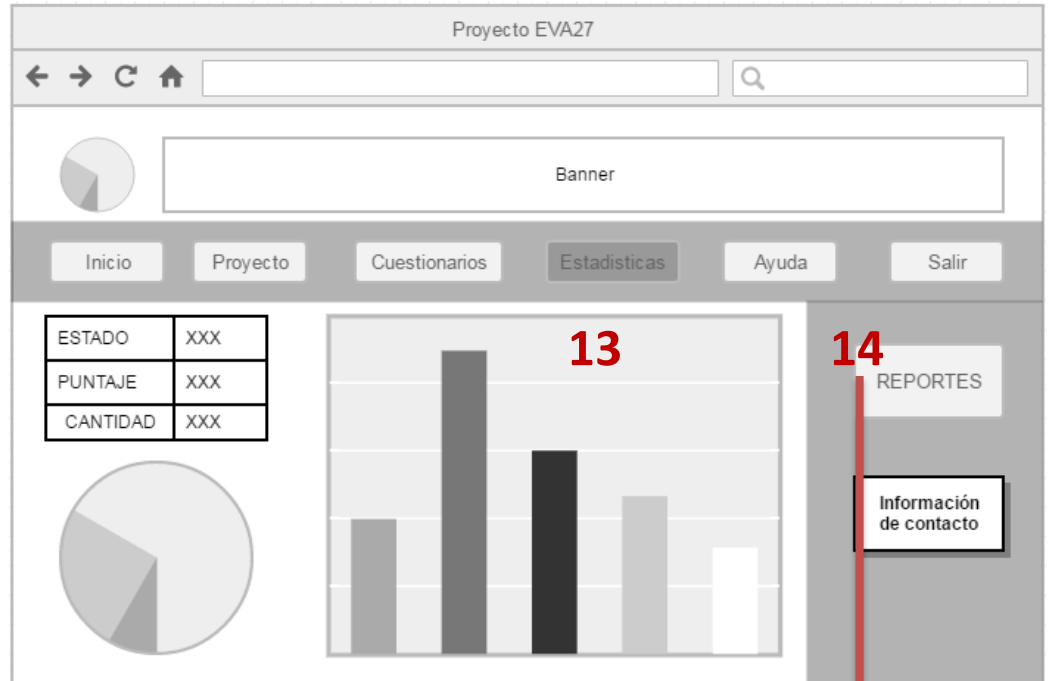 Proyecto EVA27
Banner
Inicio Proyecto Cuestionarios Estadisticas Ayuda Salir
ESTADO XXX
PUNTAJE XXX
CANTIDAD XXX
13
14
REPORTES
Información
de contacto